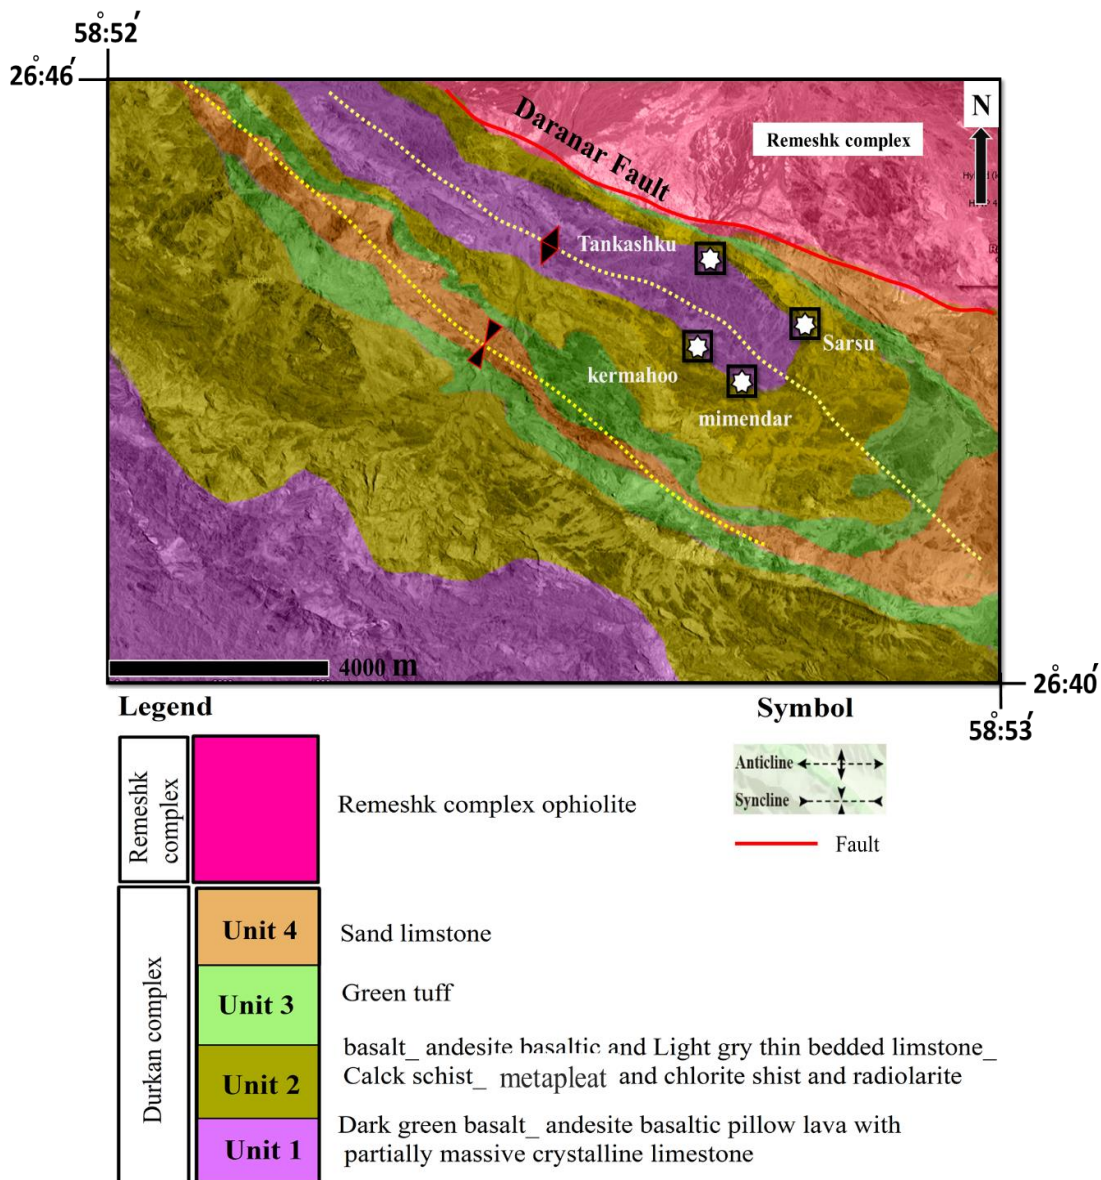 58:52′
26:46′
N
Daranar Fault
Remeshk complex
Tankashku
Sarsu
kermahoo
mimendar
4000 m
26:40′
58:53′
Legend
Symbol
Remeshk
complex
Remeshk complex ophiolite
Anticline
Syncline
Fault
Durkan complex
Unit 4
Sand limstone
Unit 3
Green tuff
Unit 2
basalt_ andesite basaltic and Light gry thin bedded limstone_
Calck schist_ metapleat and chlorite shist and radiolarite
Unit 1
Dark green basalt_ andesite basaltic pillow lava with
partially massive crystalline limestone